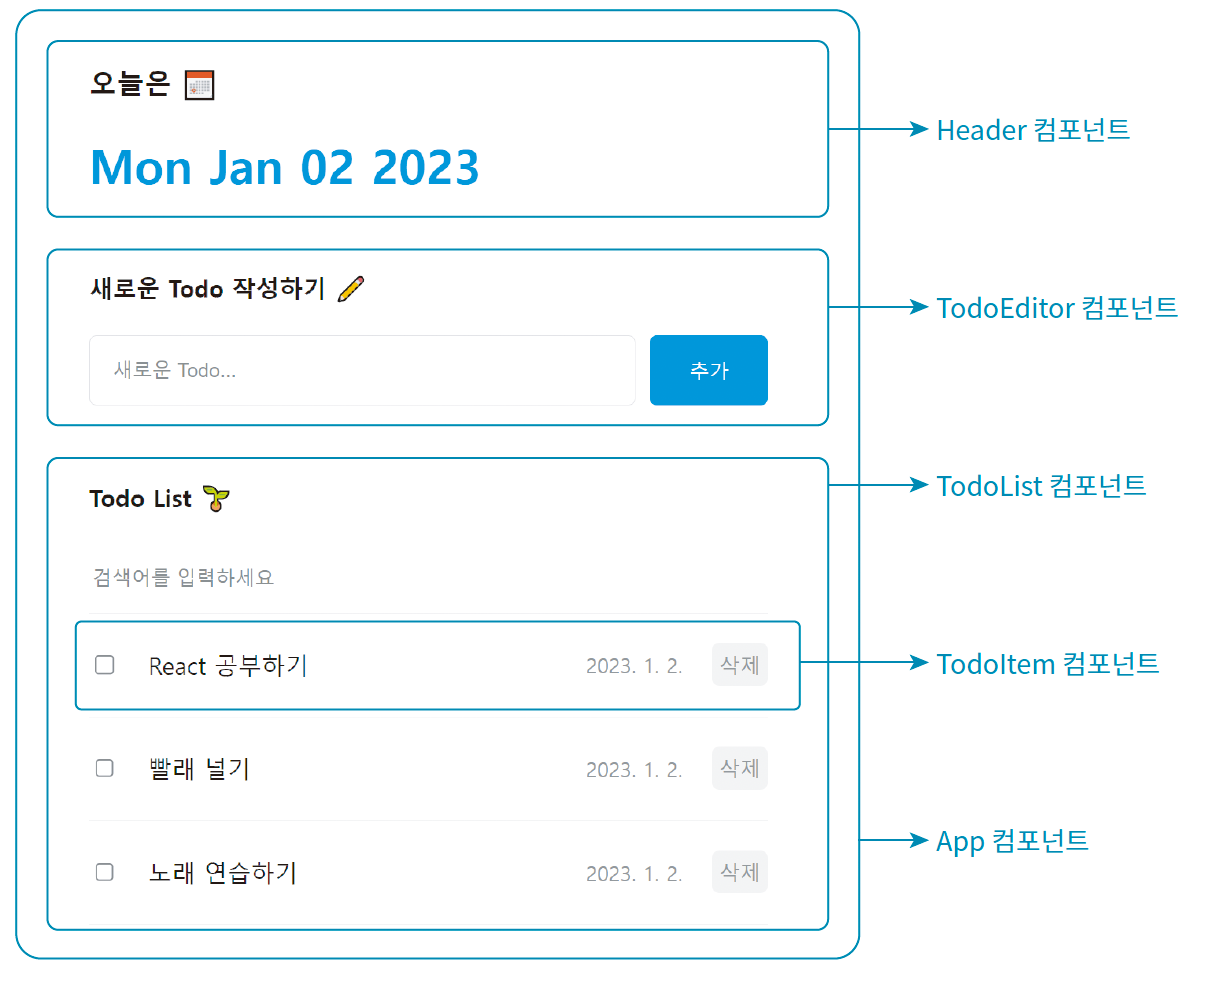 오늘은
Mon Jan 02 2023
Header 컴포넌트
새로운 Todo 작성하기
새로운 Todo...
추가
TodoEditor 컴포넌트
Todo List
TodoList 컴포넌트
검색어를 입력하세요
React 공부하기 2023. 1. 2. 삭제
TodoItem 컴포넌트
빨래 널기 2023. 1. 2. 삭제
노래 연습하기 2023. 1. 2. 삭제
App 컴포넌트